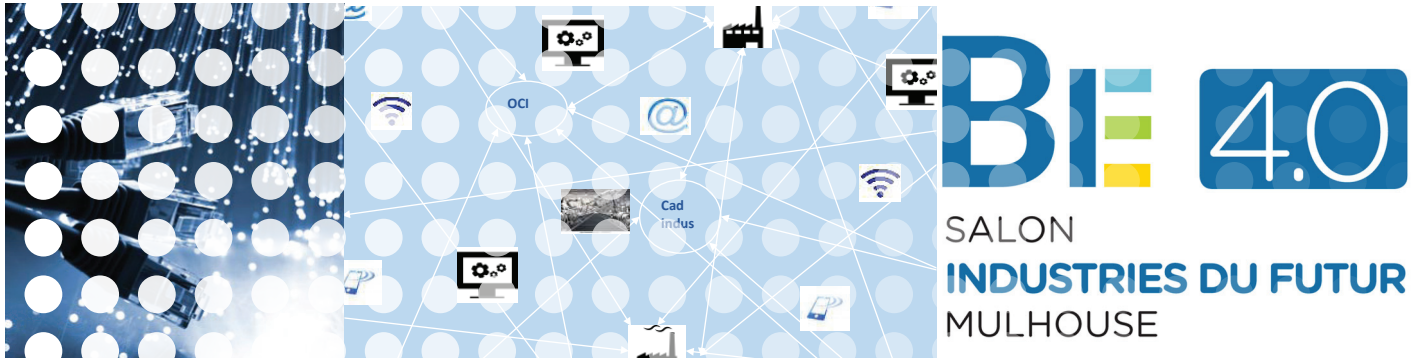 OCI
Cad
indus
BE 4.0
SALON
INDUSTRIES DU FUTUR
MULHOUSE